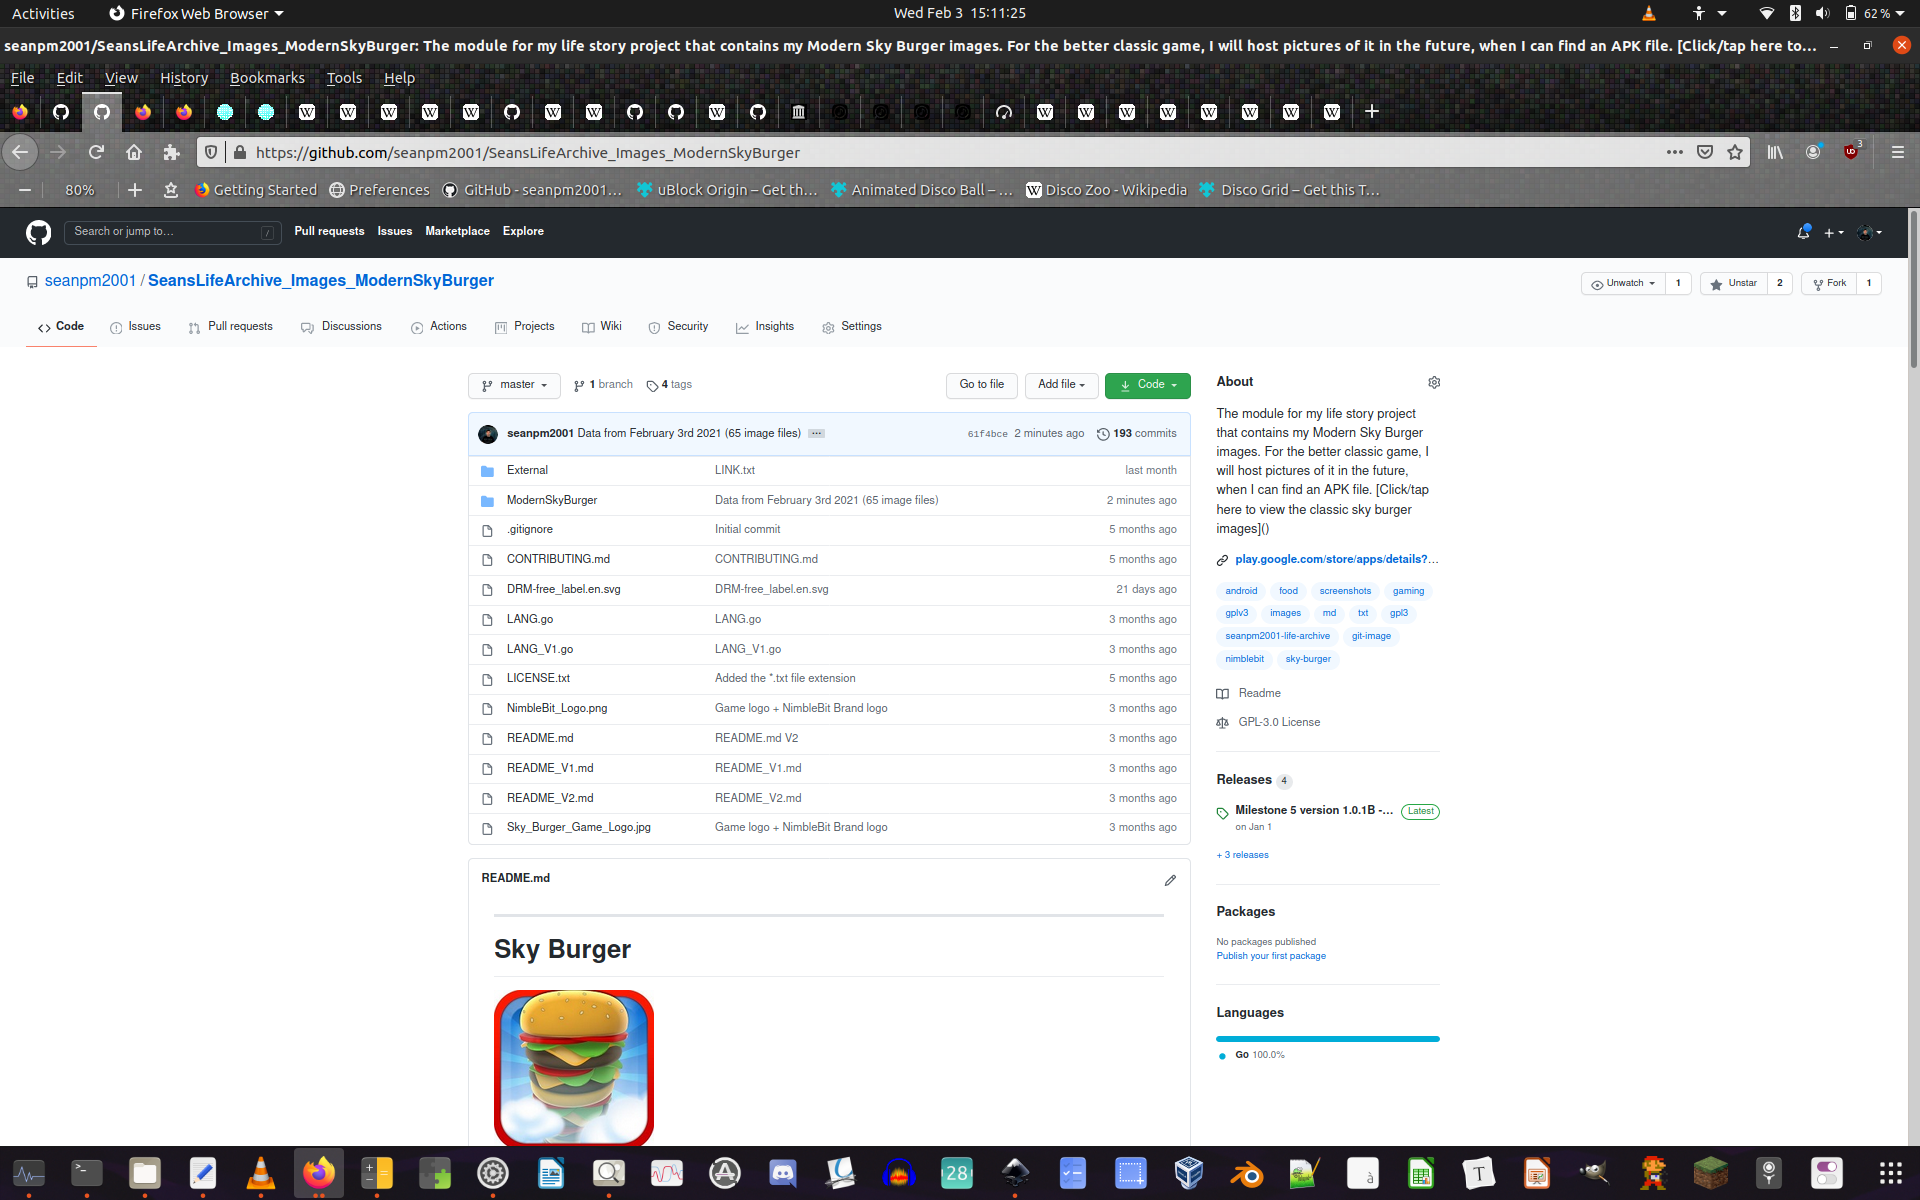 Activities
Firefox Web Browser
Wed Feb 3 15:11:25
62 %
seanpm2001/SeansLifeArchive_Images_ModernSkyBurger: The module for my life story project that contains my Modern Sky Burger images. For the better classic game, I will host pictures of it in the future, when I can find an APK file. [Click/tap here to...
File Edit View History Bookmarks Tools Help
https://github.com/seanpm2001/SeansLifeArchive_Images_ModernSkyBurger
3
80%
Getting Started
Preferences
GitHub - seanpm2001...
uBlock Origin – Get th...
Animated Disco Ball – ...
Disco Zoo - Wikipedia
Disco Grid – Get this T...
Search or jump to...
/
Pull requests Issues Marketplace Explore
seanpm2001 / SeansLifeArchive_Images_ModernSkyBurger
Unwatch 1
Unstar 2
Fork 1
Code Issues Pull requests Discussions Actions Projects Wiki Security Insights Settings
master
1 branch
4 tags
Go to file
Add file
Code
seanpm2001 Data from February 3rd 2021 (65 image files) ...
61f4bce 2 minutes ago
193 commits
External LINK.txt last month
ModernSkyBurger Data from February 3rd 2021 (65 image files) 2 minutes ago
.gitignore Initial commit 5 months ago
CONTRIBUTING.md CONTRIBUTING.md 5 months ago
DRM-free_label.en.svg DRM-free_label.en.svg 21 days ago
LANG.go LANG.go 3 months ago
LANG_V1.go LANG_V1.go 3 months ago
LICENSE.txt Added the *.txt file extension 5 months ago
NimbleBit_Logo.png Game logo + NimbleBit Brand logo 3 months ago
README.md README.md V2 3 months ago
README_V1.md README_V1.md 3 months ago
README_V2.md README_V2.md 3 months ago
Sky_Burger_Game_Logo.jpg Game logo + NimbleBit Brand logo 3 months ago
README.md
Sky Burger
About
The module for my life story project
that contains my Modern Sky Burger
images. For the better classic game, I
will host pictures of it in the future,
when I can find an APK file. [Click/tap
here to view the classic sky burger
images]()
play.google.com/store/apps/details?...
android food screenshots gaming
gplv3 images md txt gpl3
seanpm2001-life-archive git-image
nimblebit sky-burger
Readme
GPL-3.0 License
Releases 4
Milestone 5 version 1.0.1B -... Latest
on Jan 1
+ 3 releases
Packages
No packages published
Publish your first package
Languages
Go 100.0%
28